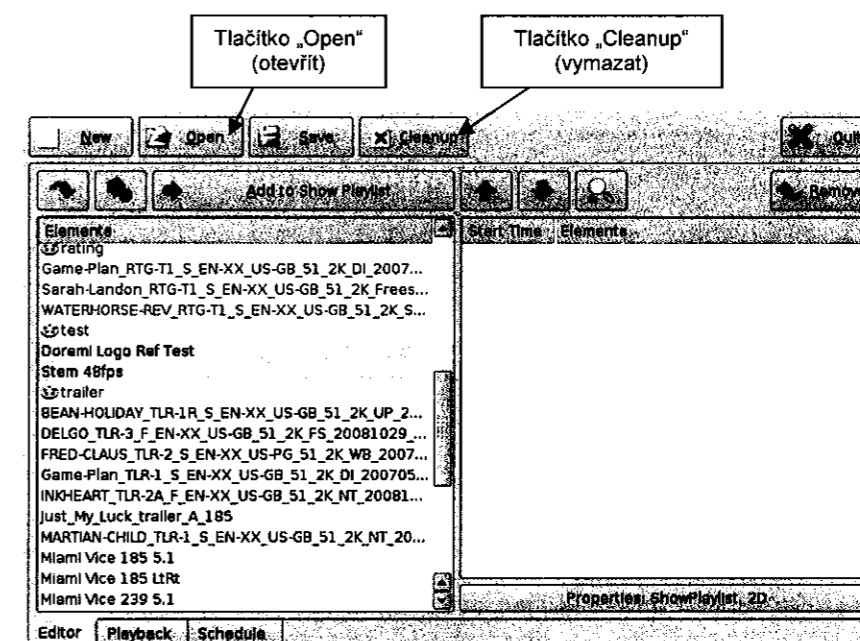 Tlačítko „Open“
(otevřít)
Tlačítko „Cleanup“
(vymazat)
New
Open
Save
Cleanup
Quit
Add to Show Playlist
Remove
Elements
Start Time
Elements
rating
Game-Plan_RTG-T1_S_EN-XX_US-GB_51_2K_DI_2007...
Sarah-Landon_RTG-T1_S_EN-XX_US-GB_51_2K_Frees...
WATERHORSE-REV_RTG-T1_S_EN-XX_US-GB_51_2K_S...
test
Doremi Logo Ref Test
Stem 48fps
trailer
BEAN-HOLIDAY_TLR-1R_S_EN-XX_US-GB_51_2K_UP_2...
DELGO_TLR-3_F_EN-XX_US-GB_51_2K_FS_20081029_...
FRED-CLAUS_TLR-2_S_EN-XX_US-PG_51_2K_WB_2007...
Game-Plan_TLR-1_S_EN-XX_US-GB_51_2K_DI_200705...
INKHEART_TLR-2A_F_EN-XX_US-GB_51_2K_NT_20081...
Just_My_Luck_trailer_A_185
MARTIAN-CHILD_TLR-1_S_EN-XX_US-GB_51_2K_NT_20...
Miami Vice 185 5.1
Miami Vice 185 LtRt
Miami Vice 239 5.1
Properties: ShowPlaylist, 2D
Editor
Playback
Schedule